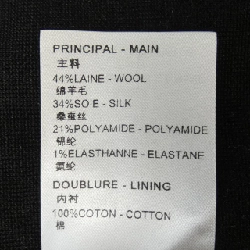 PRINCIPAL - MAIN
主料
44%LAINE - WOOL
绵羊毛
34%SOIE - SILK
桑蚕丝
21%POLYAMIDE - POLYAMIDE
锦纶
1%ELASTHANNE - ELASTANE
氨纶
DOUBLURE - LINING
内衬
100%COTON - COTTON
棉